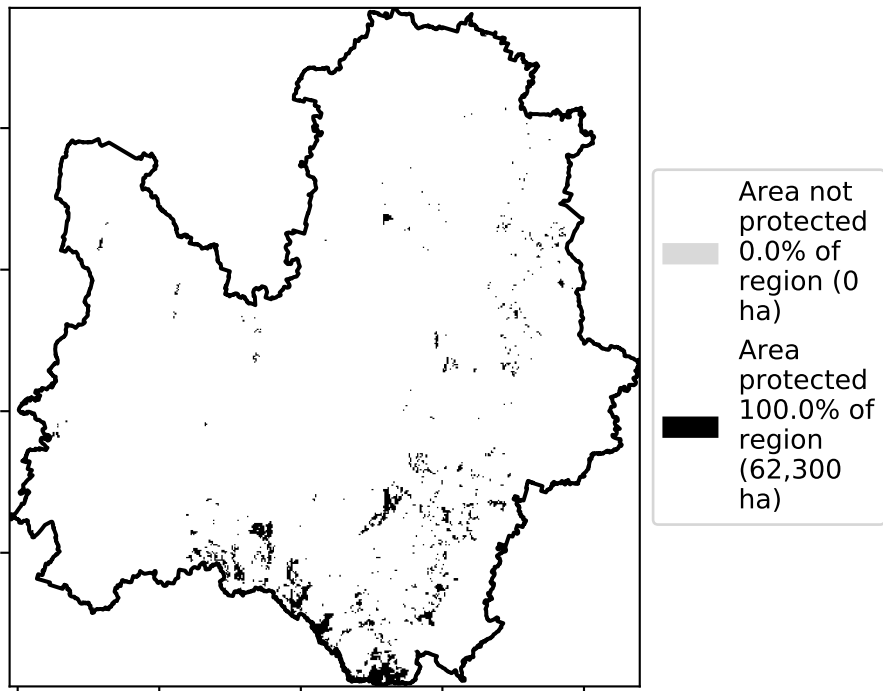 Area not
protected
0.0% of
region (0
ha)
Area
protected
100.0% of
region
(62,300
ha)